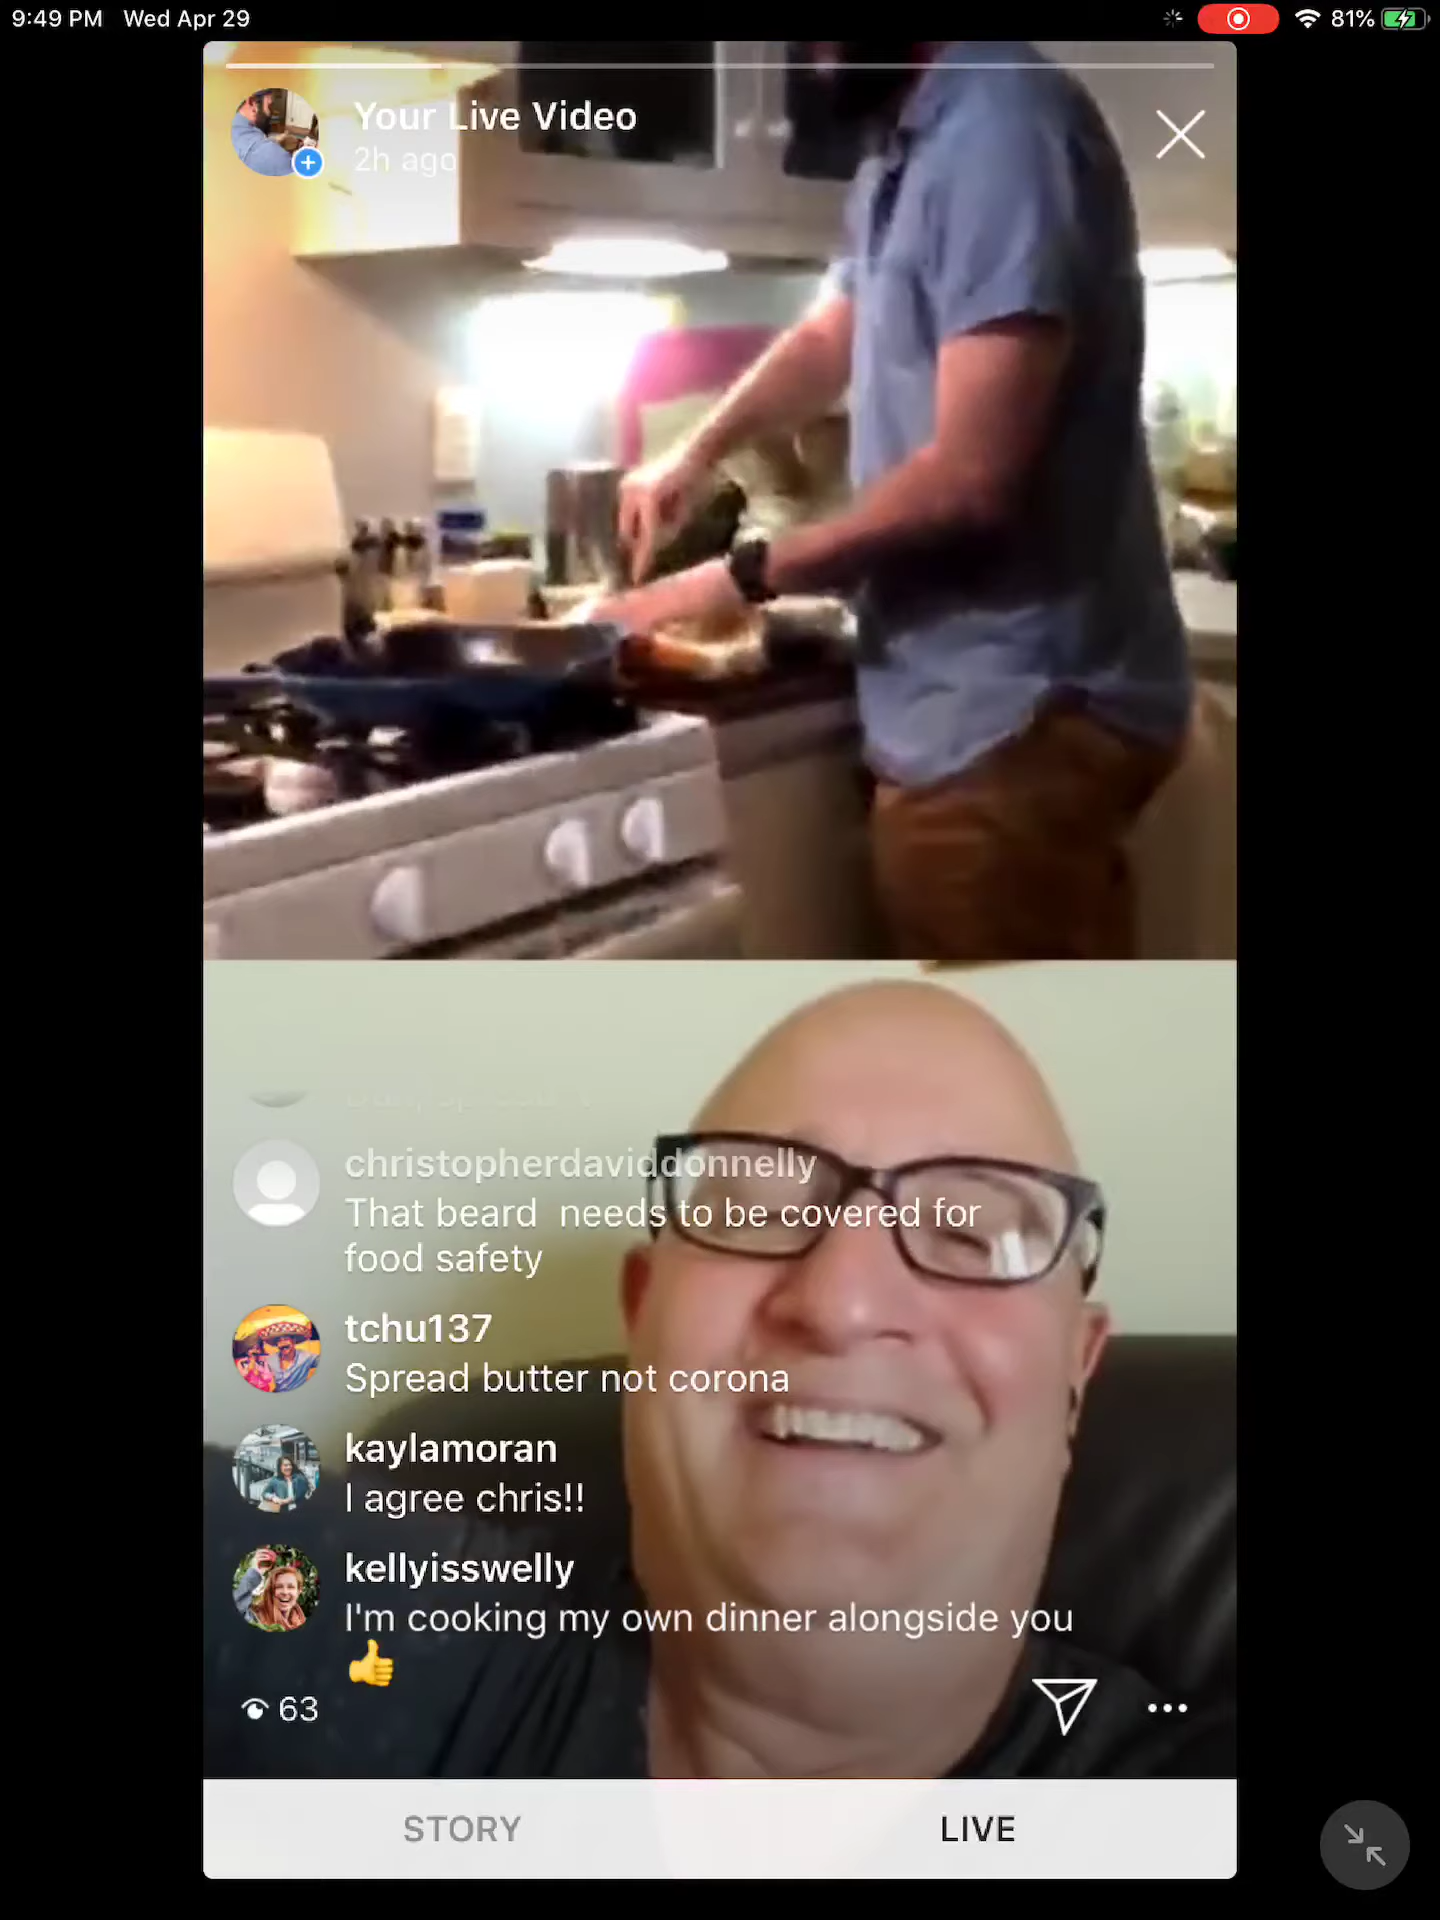 9:49 PM Wed Apr 29
81%
Your Live Video
2h ago
christopherdaviddonnelly
That beard needs to be covered for
food safety
tchu137
Spread butter not corona
kaylamoran
I agree chris!!
kellyisswelly
I'm cooking my own dinner alongside you
👍
63
STORY LIVE